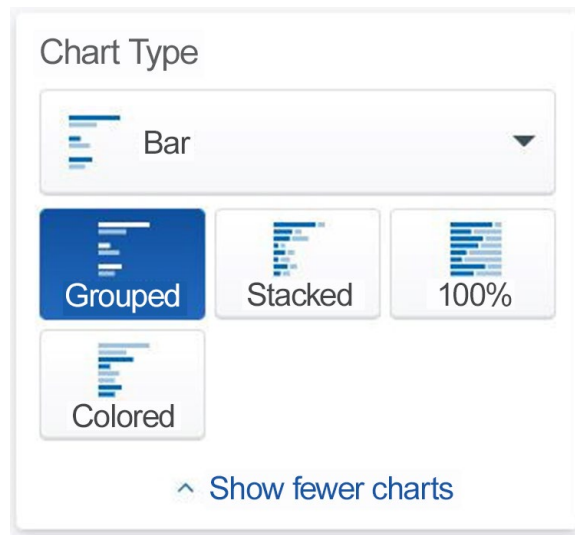 Chart Type
Bar
Grouped Stacked 100%
Colored
Show fewer charts